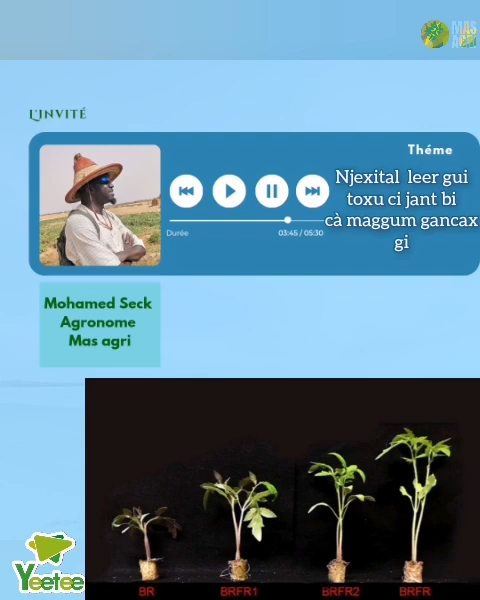 MAS
AGRI
L'INVITÉ
Théme
Njexital leer gui
toxu ci jant bi
cà maggum gancax
gi
Durée
03:45 / 05:30
Mohamed Seck
Agronome
Mas agri
BR
BRFR1
BRFR2
BRFR
Yeetee